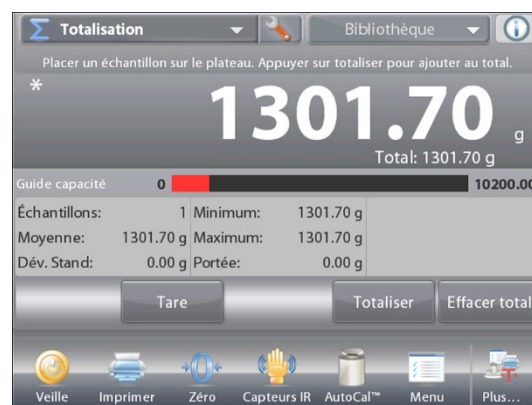 Σ Totalisation
Bibliothèque
Placer un échantillon sur le plateau. Appuyer sur totaliser pour ajouter au total.
*
1301.70 g
Total: 1301.70 g
Guide capacité 0 10200.00
Échantillons: 1 Minimum: 1301.70 g
Moyenne: 1301.70 g Maximum: 1301.70 g
Dév. Stand: 0.00 g Portée: 0.00 g
Tare Totaliser Effacer total
Veille Imprimer Zéro Capteurs IR AutoCal™ Menu Plus...